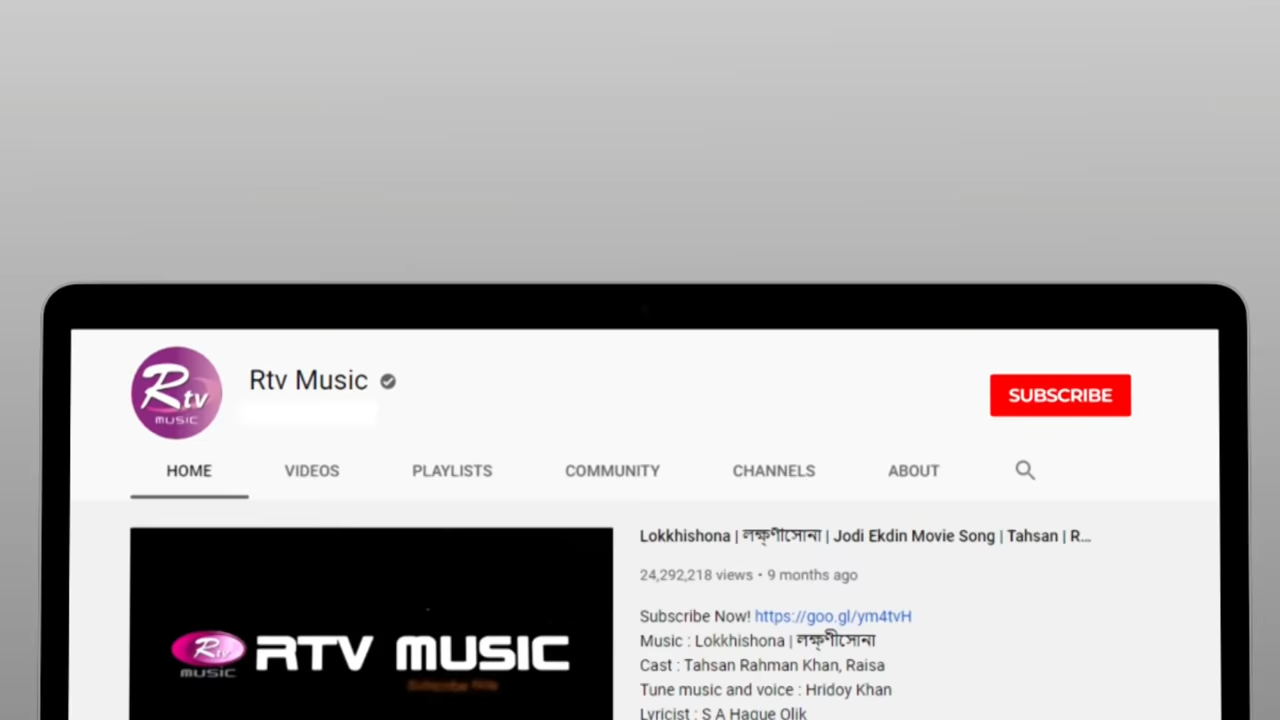 Rtv
MUSIC
Rtv Music
SUBSCRIBE
HOME VIDEOS PLAYLISTS COMMUNITY CHANNELS ABOUT
Lokkhishona | লক্ষ্ণীসোনা | Jodi Ekdin Movie Song | Tahsan | R...
24,292,218 views • 9 months ago
Subscribe Now! https://goo.gl/ym4tvH
Music : Lokkhishona | লক্ষ্ণীসোনা
Cast : Tahsan Rahman Khan, Raisa
Tune music and voice : Hridoy Khan
Lyricist : S A Haque Olik
Rtv
MUSIC
RTV MUSIC